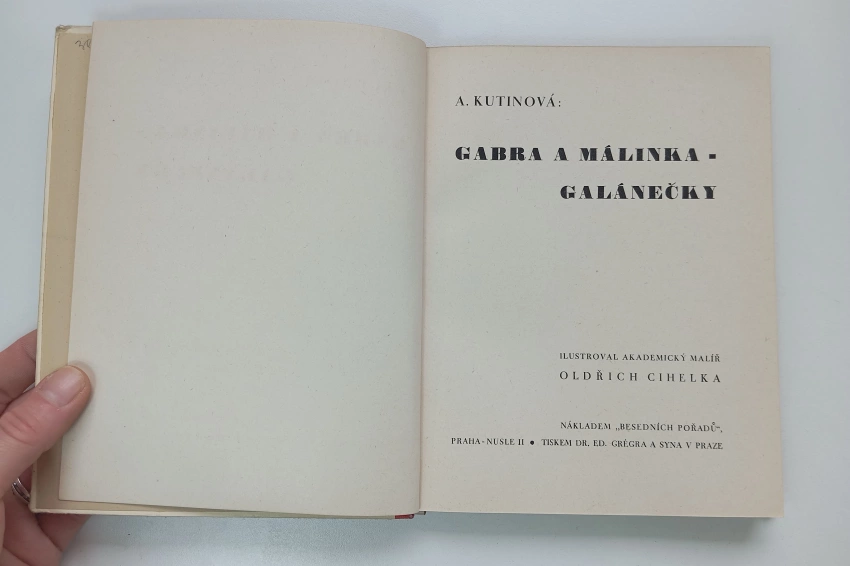 A. KUTINOVÁ:
GABRA A MÁLINKA -
GALÁNEČKY
ILUSTROVAL AKADEMICKÝ MALÍŘ
OLDŘICH CIHELKA
NÁKLADEM „BESEDNÍCH POŘADŮ“,
PRAHA-NUSLE II ● TISKEM DR. ED. GRÉGRA A SYNA V PRAZE